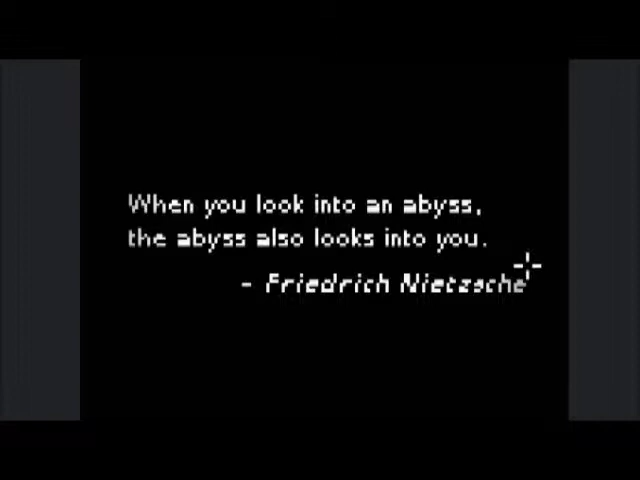 When you look into an abyss,
the abyss also looks into you.
- Friedrich Nietzsche